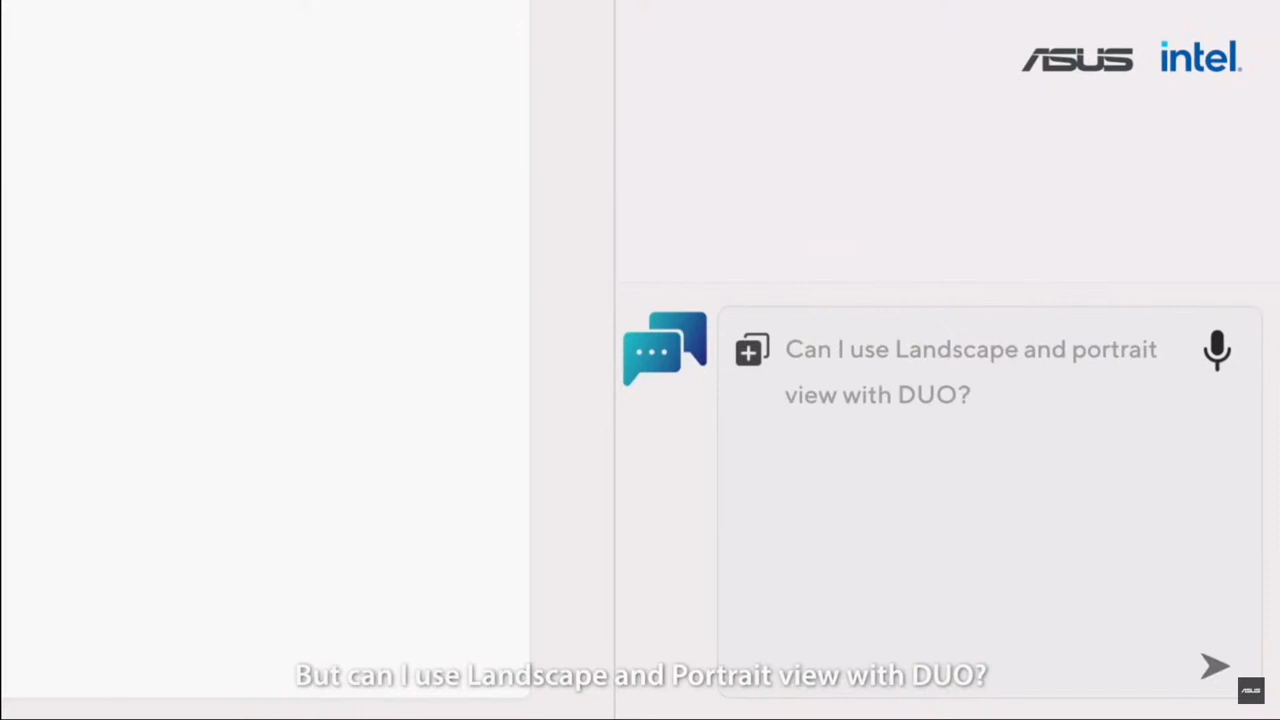 ASUS intel.
Can I use Landscape and portrait
view with DUO?
But can I use Landscape and Portrait view with DUO?
ASUS